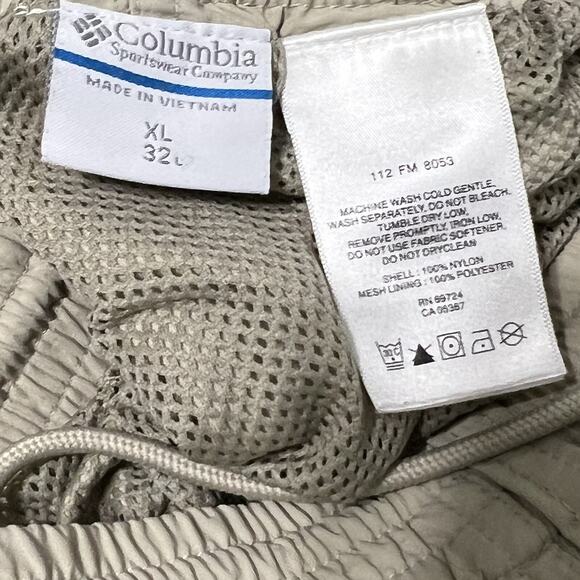 Columbia
Sportswear Company
MADE IN VIETNAM
XL
32L
112 FM 8053
MACHINE WASH COLD GENTLE.
WASH SEPARATELY, DO NOT BLEACH.
TUMBLE DRY LOW,
REMOVE PROMPTLY, IRON LOW,
DO NOT USE FABRIC SOFTENER.
DO NOT DRYCLEAN
SHELL : 100% NYLON
MESH LINING : 100% POLYESTER
RN 69724
CA 05367
30 C